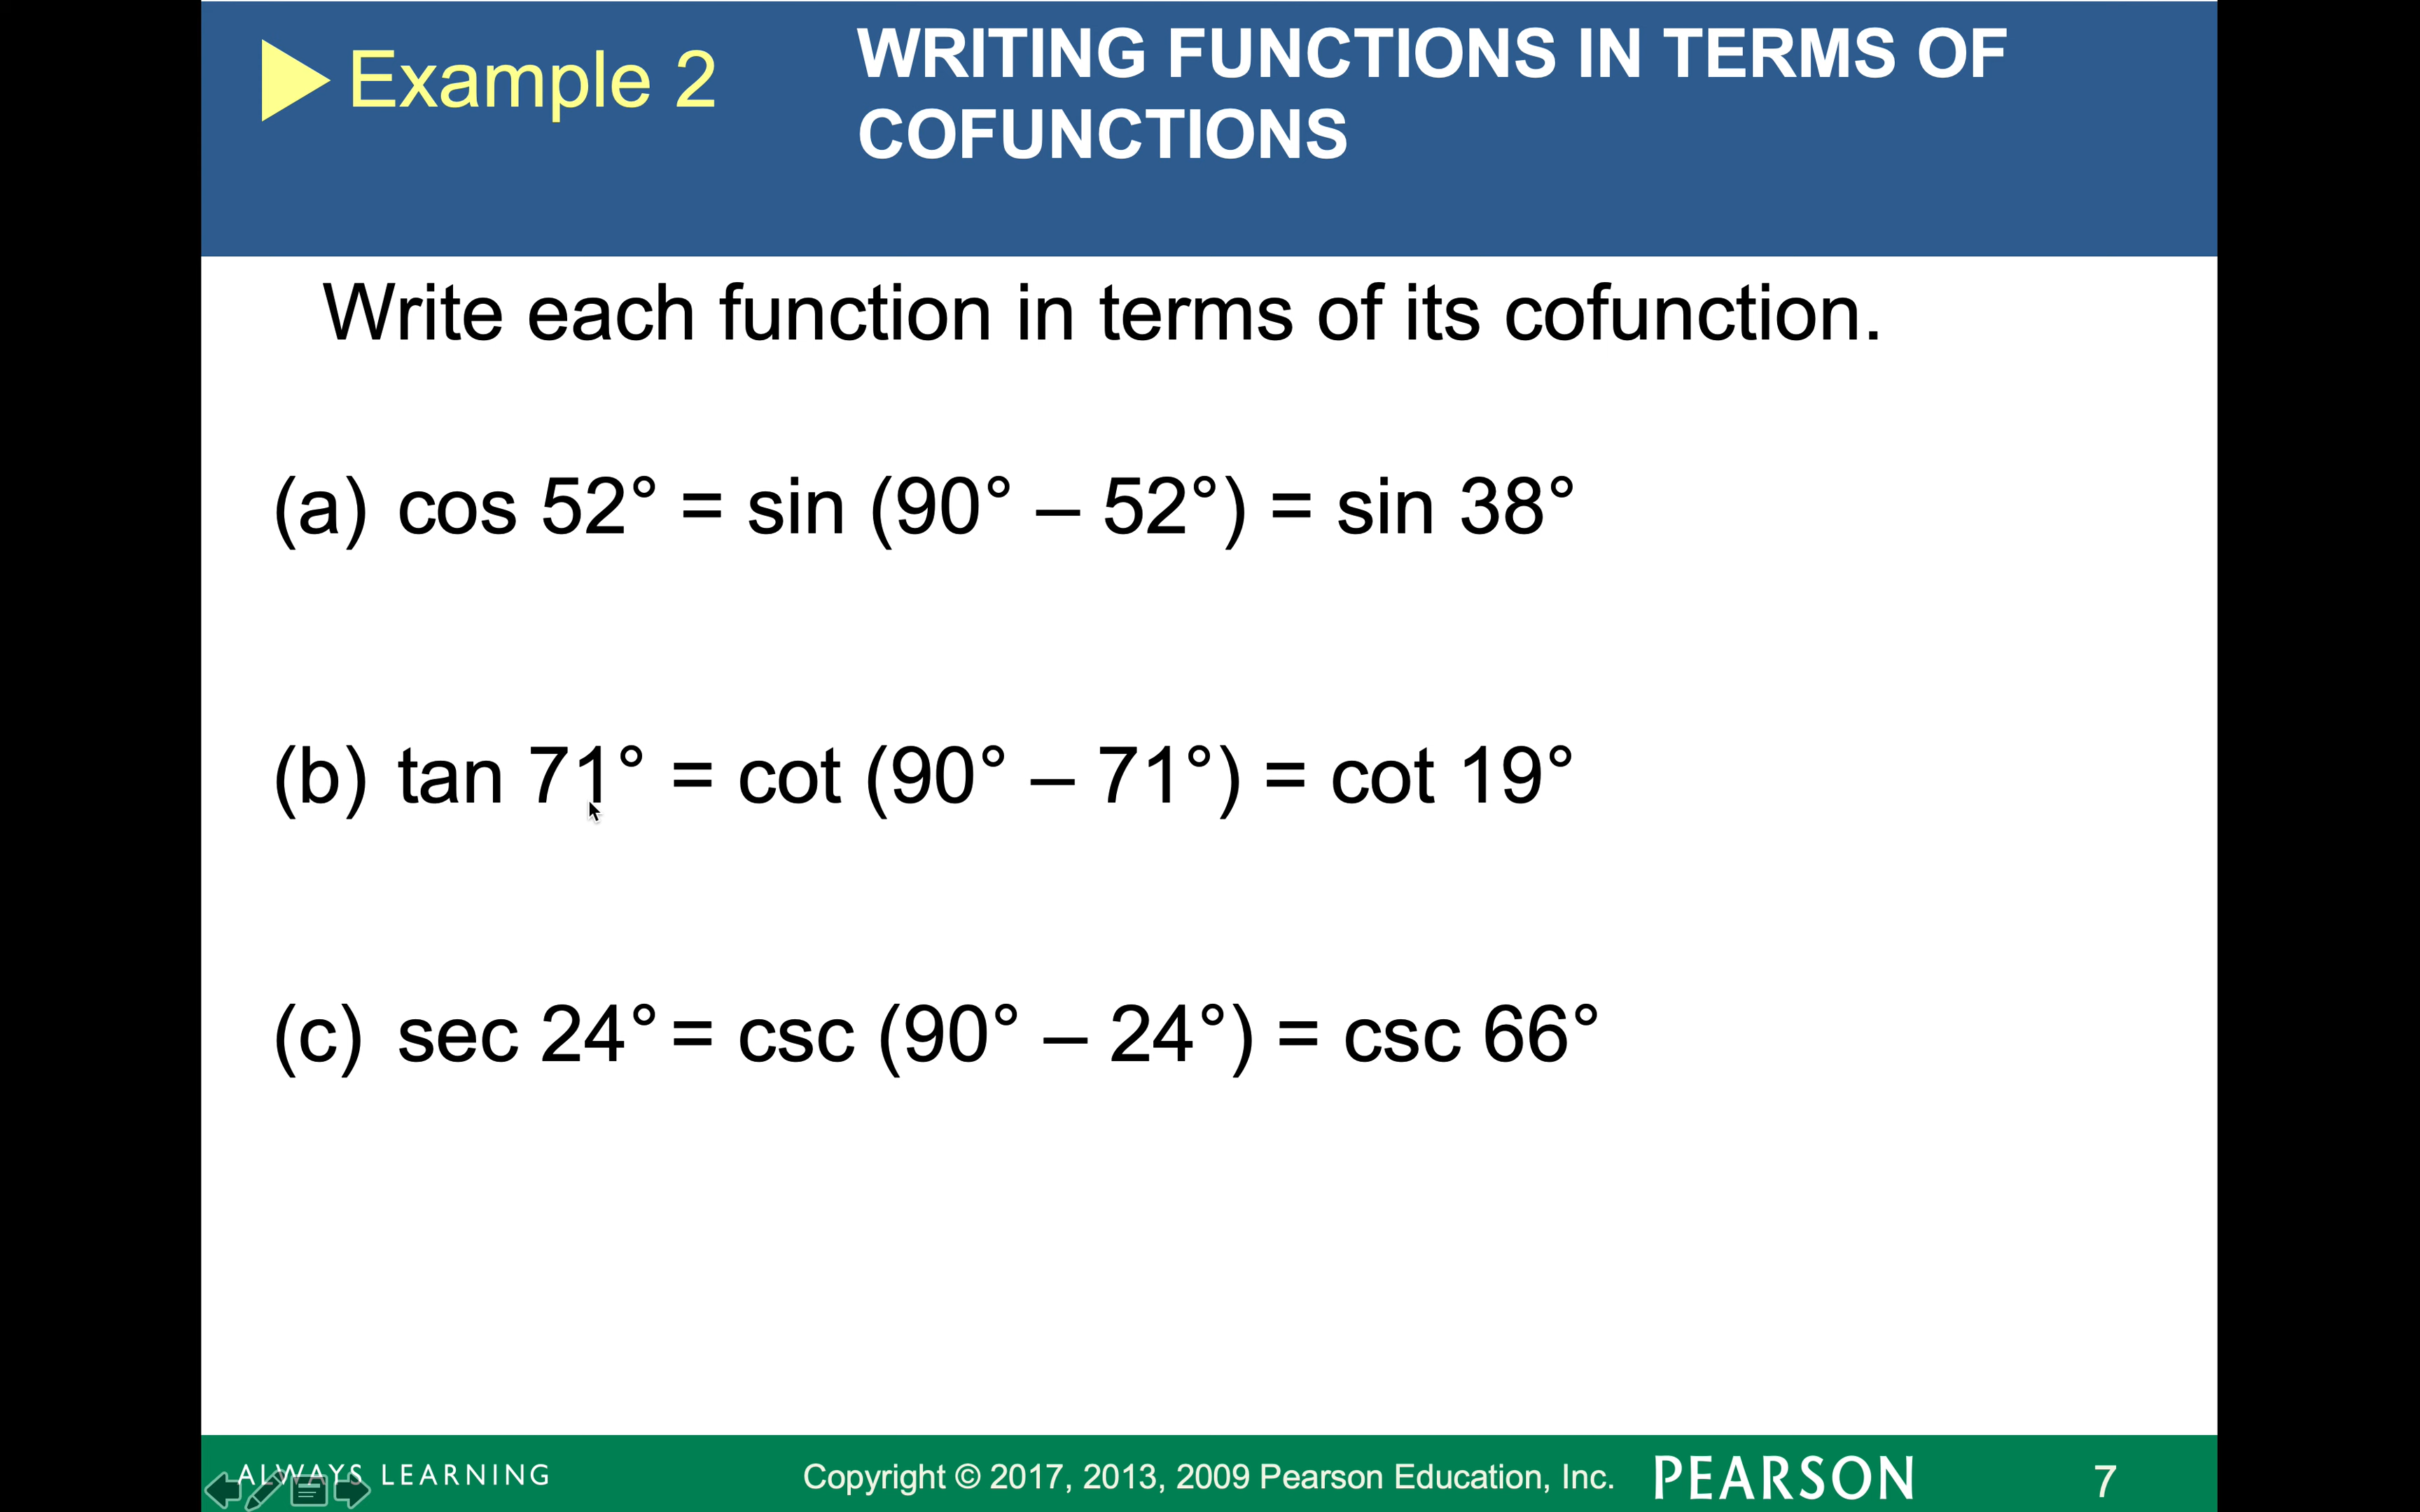 Example 2
WRITING FUNCTIONS IN TERMS OF
COFUNCTIONS
Write each function in terms of its cofunction.
(a) cos 52° = sin (90° – 52°) = sin 38°
(b) tan 71° = cot (90° – 71°) = cot 19°
(c) sec 24° = csc (90° – 24°) = csc 66°
ALWAYS LEARNING
Copyright © 2017, 2013, 2009 Pearson Education, Inc.
PEARSON
7